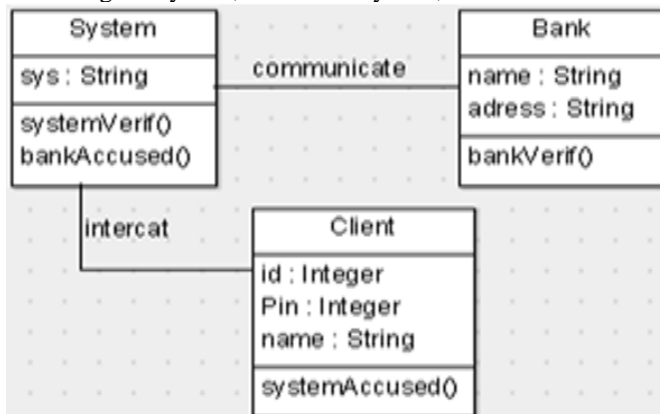 System
sys : String
systemVerif()
bankAccused()
communicate
Bank
name : String
adress : String
bankVerif()
intercat
Client
id : Integer
Pin : Integer
name : String
systemAccused()